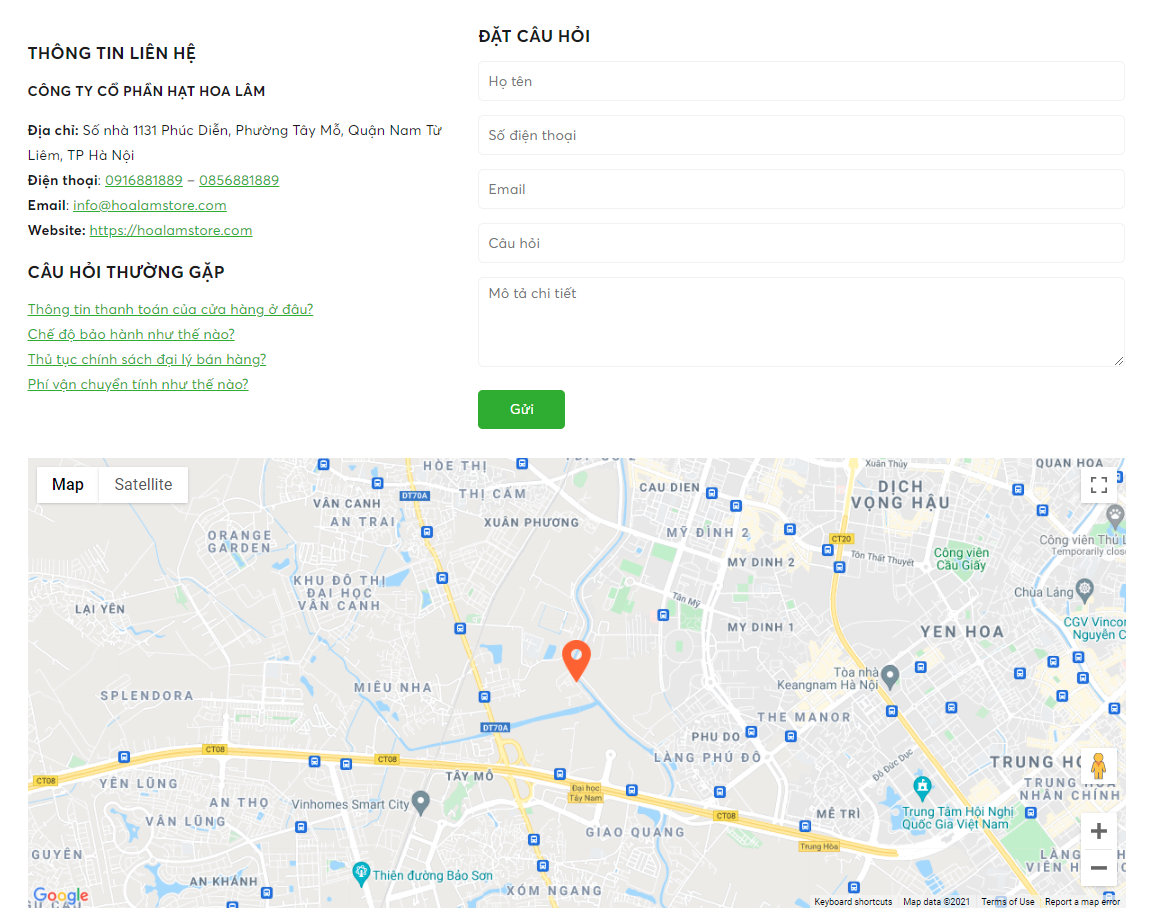 THÔNG TIN LIÊN HỆ
CÔNG TY CỔ PHẦN HẠT HOA LÂM
Địa chỉ: Số nhà 1131 Phúc Diễn, Phường Tây Mỗ, Quận Nam Từ
Liêm, TP Hà Nội
Điện thoại: 0916881889 – 0856881889
Email: info@hoalamstore.com
Website: https://hoalamstore.com
CÂU HỎI THƯỜNG GẶP
Thông tin thanh toán của cửa hàng ở đâu?
Chế độ bảo hành như thế nào?
Thủ tục chính sách đại lý bán hàng?
Phí vận chuyển tính như thế nào?
ĐẶT CÂU HỎI
Họ tên
Số điện thoại
Email
Câu hỏi
Mô tả chi tiết
Gửi
Map
Satellite
HÒE THỊ
Xuân Thủy
QUAN HOA
THỊ CẤM
DT70A
VÂN CANH
AN TRAI
XUÂN PHƯƠNG
CAU DIEN
DỊCH
VỌNG HẬU
MỸ ĐÌNH 2
CT20
ORANGE
GARDEN
Tôn Thất Thuyết
Công viên
Cầu Giấy
Công viên Thủ L
Temporarily close
MY DINH 2
KHU ĐÔ THỊ
ĐẠI HỌC
VÂN CANH
LẠI YÊN
Tân Mỹ
Chùa Láng
MY DINH 1
YEN HOA
CGV Vincor
Nguyễn C
Tòa nhà
Keangnam Hà Nội
SPLENDORA
MIÊU NHA
THE MANOR
DT70A
PHU DO
LÀNG PHÚ ĐÔ
CT08
CT08
CT08
Đỗ Đức Dục
TRUNG HO
TRUNG H
NHÂN CHÍNH
YÊN LŨNG
TÂY MỖ
Đại học
Tây Nam
AN THỌ
Vinhomes Smart City
VÂN LŨNG
CT08
MỄ TRÌ
Trung Tâm Hội Nghị
Quốc Gia Việt Nam
GIAO QUANG
Trung Hòa
GUYÊN
LÀNG
VIÊN H
AN KHÁNH
Thiên đường Bảo Sơn
XÓM NGANG
Google
Keyboard shortcuts
Map data ©2021
Terms of Use
Report a map error